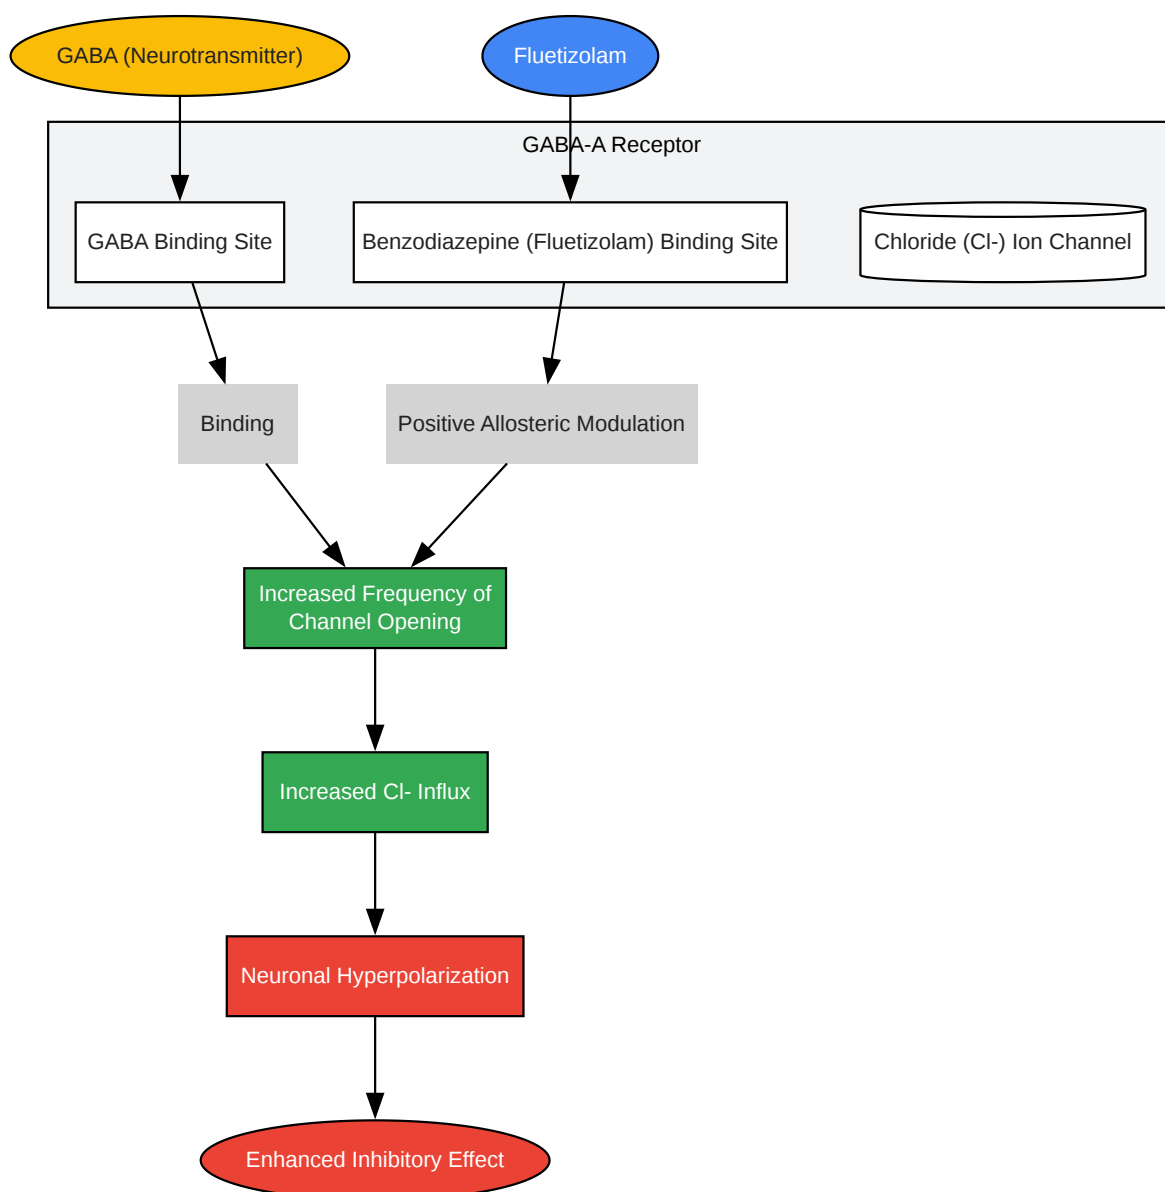 GABA (Neurotransmitter)
Fluetizolam
GABA-A Receptor
GABA Binding Site
Benzodiazepine (Fluetizolam) Binding Site
Chloride (Cl-) Ion Channel
Binding
Positive Allosteric Modulation
Increased Frequency of
Channel Opening
Increased Cl- Influx
Neuronal Hyperpolarization
Enhanced Inhibitory Effect